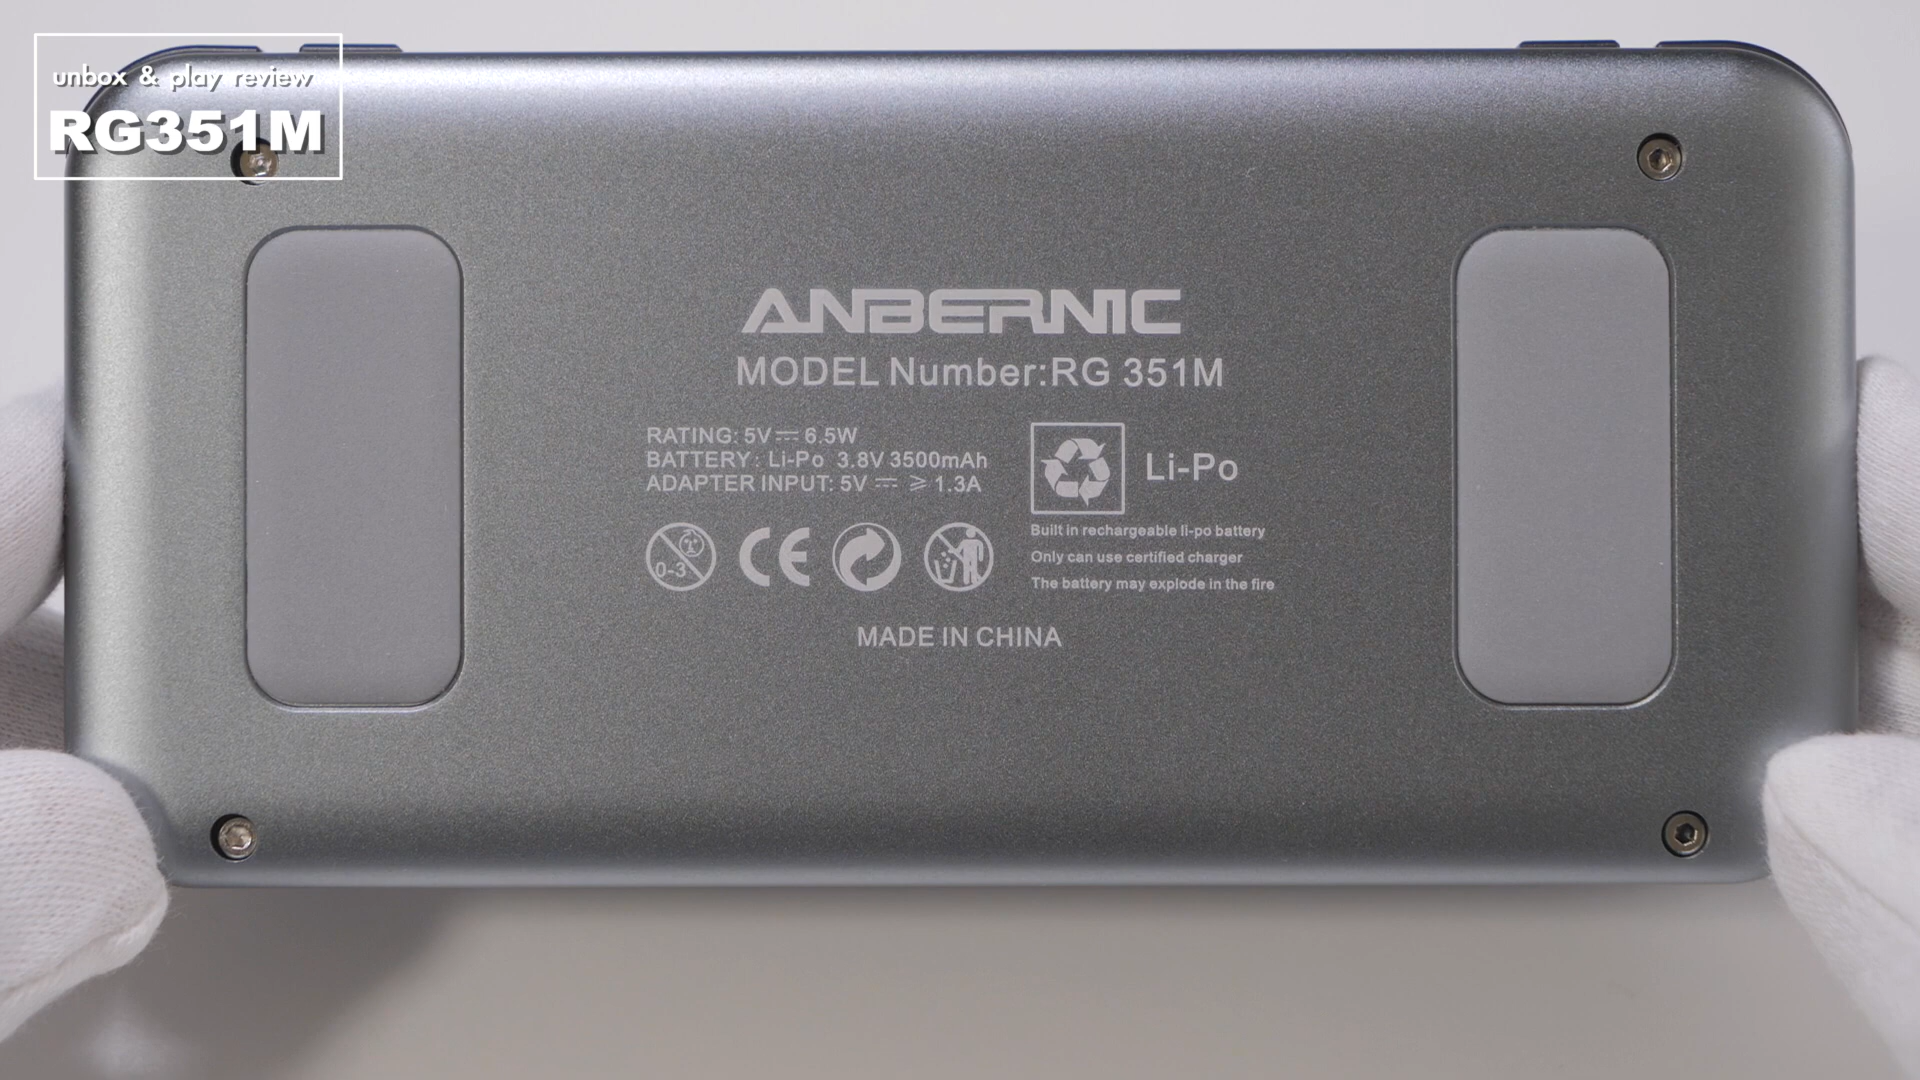 unbox & play review
RG351M
ANBERNIC
MODEL Number:RG 351M
RATING: 5V⎓6.5W
BATTERY: Li-Po 3.8V 3500mAh
ADAPTER INPUT: 5V ⎓ ⩾ 1.3A
Li-Po
Built in rechargeable li-po battery
Only can use certified charger
The battery may explode in the fire
0-3
CE
MADE IN CHINA